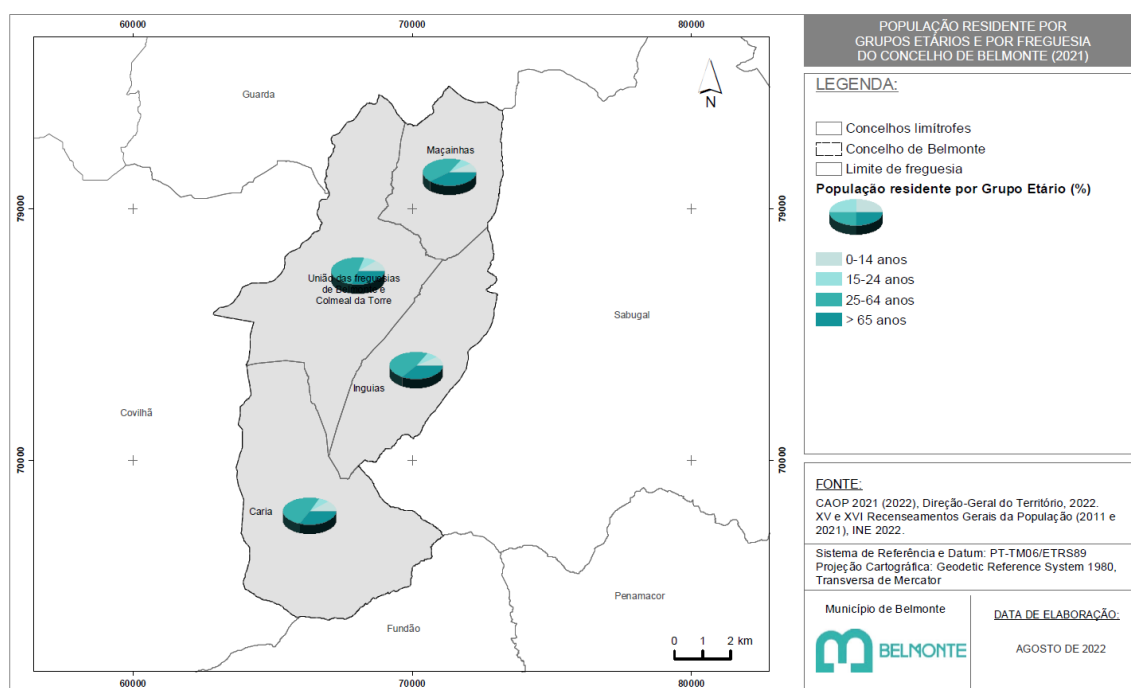 60000
70000
80000
79000
70000
79000
70000
Guarda
Maçainhas
N
União das freguesias
de Belmonte e
Colmeal da Torre
Sabugal
Inguias
Covilhã
Caria
Penamacor
Fundão
0 1 2 km
60000
70000
80000
POPULAÇÃO RESIDENTE POR
GRUPOS ETÁRIOS E POR FREGUESIA
DO CONCELHO DE BELMONTE (2021)
LEGENDA:
Concelhos limítrofes
Concelho de Belmonte
Limite de freguesia
População residente por Grupo Etário (%)
0-14 anos
15-24 anos
25-64 anos
> 65 anos
FONTE:
CAOP 2021 (2022), Direção-Geral do Território, 2022.
XV e XVI Recenseamentos Gerais da População (2011 e
2021), INE 2022.
Sistema de Referência e Datum: PT-TM06/ETRS89
Projeção Cartográfica: Geodetic Reference System 1980,
Transversa de Mercator
Município de Belmonte
BELMONTE
DATA DE ELABORAÇÃO:
AGOSTO DE 2022